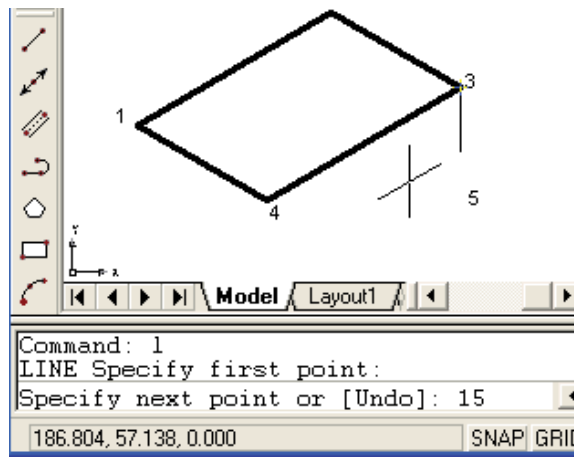 3
1
5
4
Y
X
Model Layout1
Command: l
LINE Specify first point:
Specify next point or [Undo]: 15
186.804, 57.138, 0.000 SNAP GRID